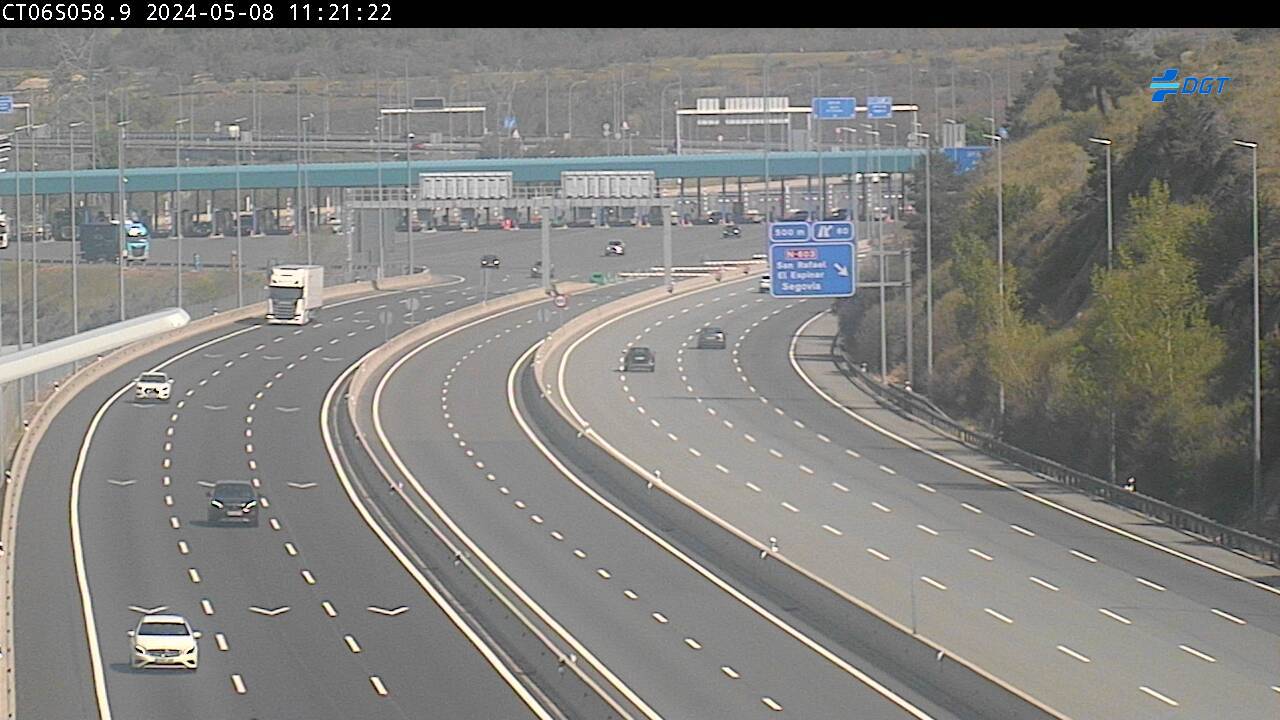 CT06S058.9 2024-05-08 11:21:22
DGT
500 m 60
N-603
San Rafael
El Espinar
Segovia